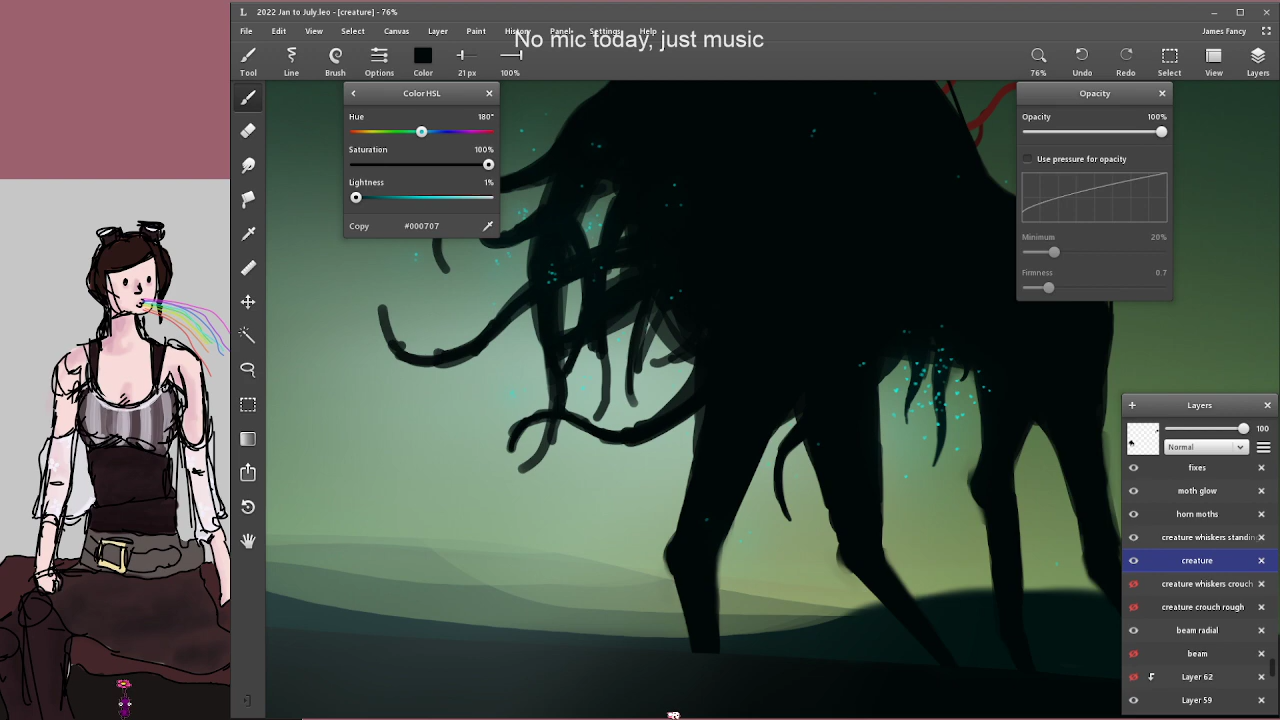 L 2022 Jan to July.leo - [creature] - 76%
File Edit View Select Canvas Layer Paint History Panel Settings Help James Fancy
No mic today, just music
Tool Line Brush Options Color 21 px 100% 76% Undo Redo Select View Layers
Color HSL
Hue 180°
Saturation 100%
Lightness 1%
Copy #000707
Opacity
Opacity 100%
Use pressure for opacity
Minimum 20%
Firmness 0.7
Layers
100
Normal
fixes
moth glow
horn moths
creature whiskers standin
creature
creature whiskers crouch
creature crouch rough
beam radial
beam
Layer 62
Layer 59